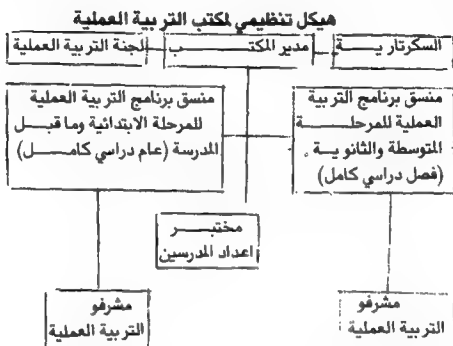 هيكل تنظيمي لمكتب التربية العملية
السكرتارية
مدير المكتب
لجنة التربية العملية
منسق برنامج التربية
العملية للمرحلة
المتوسطة والثانوية
(فصل دراسي كامل)
منسق برنامج التربية العملية
للمرحلة الابتدائية وما قبل
المدرسة (عام دراسي كامل)
مختبر
اعداد المدرسين
مشرفو
التربية العملية
مشرفو
التربية العملية